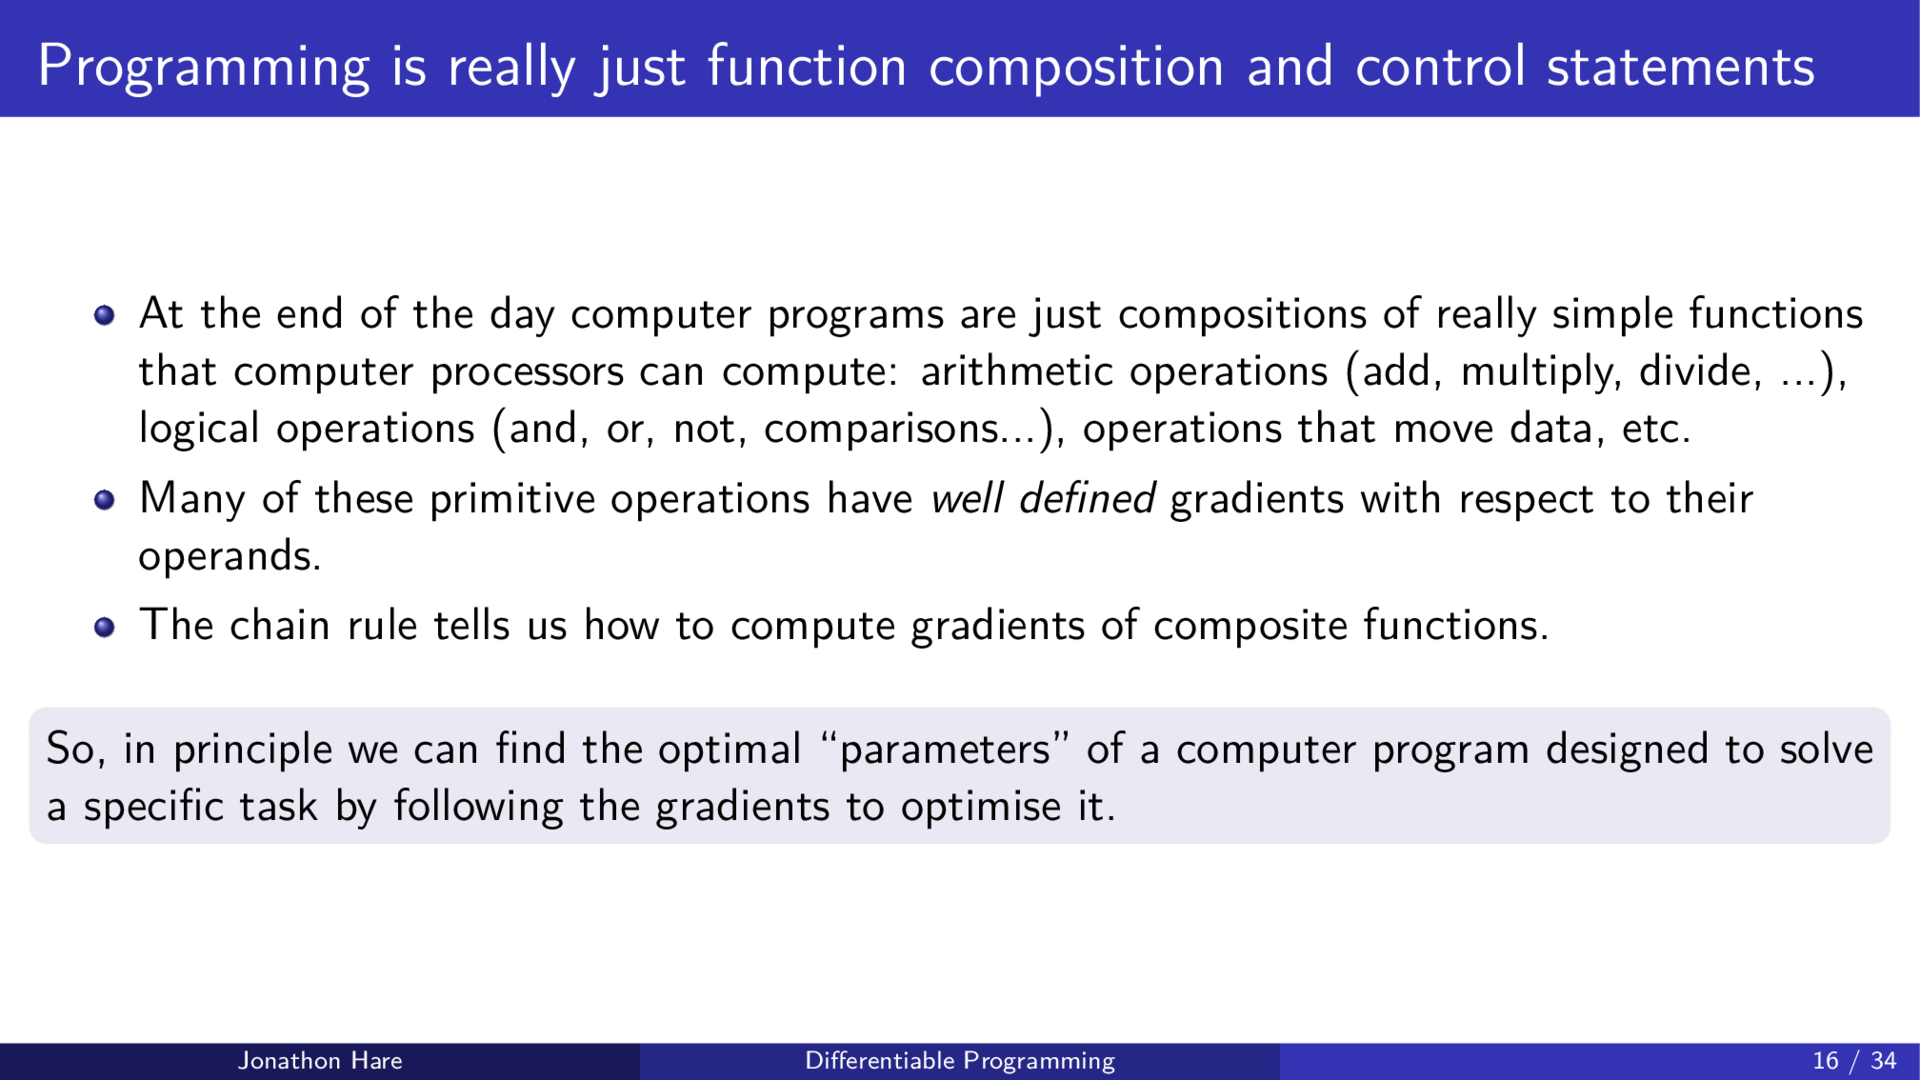 Programming is really just function composition and control statements
At the end of the day computer programs are just compositions of really simple functions
that computer processors can compute: arithmetic operations (add, multiply, divide, ...),
logical operations (and, or, not, comparisons...), operations that move data, etc.
Many of these primitive operations have well defined gradients with respect to their
operands.
The chain rule tells us how to compute gradients of composite functions.
So, in principle we can find the optimal “parameters” of a computer program designed to solve
a specific task by following the gradients to optimise it.
Jonathon Hare
Differentiable Programming
16 / 34